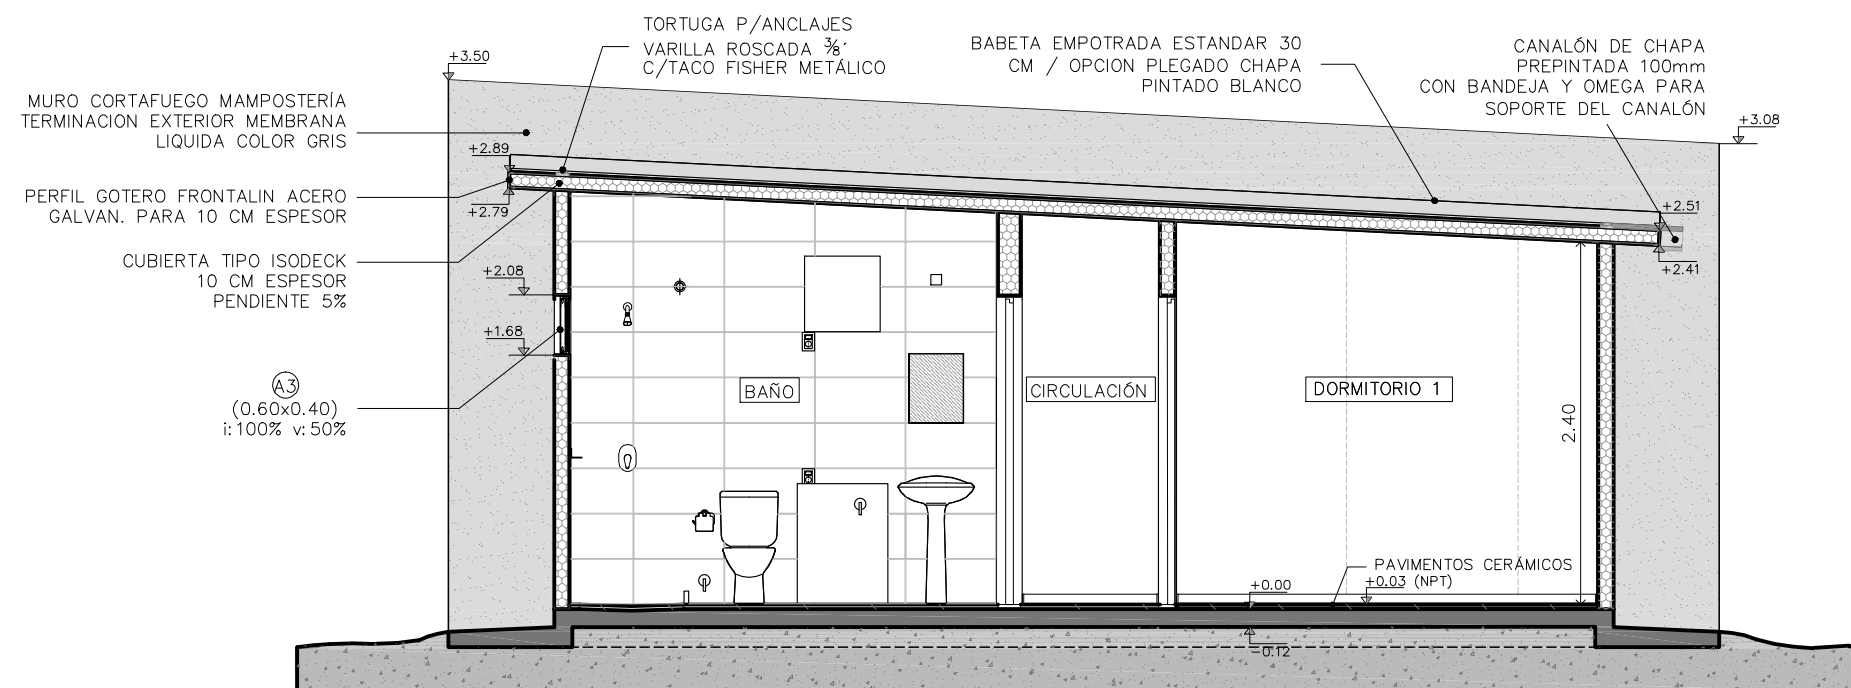 TORTUGA P/ANCLAJES
VARILLA ROSCADA ⅜´
C/TACO FISHER METÁLICO
BABETA EMPOTRADA ESTANDAR 30
CM / OPCION PLEGADO CHAPA
PINTADO BLANCO
CANALÓN DE CHAPA
PREPINTADA 100mm
CON BANDEJA Y OMEGA PARA
SOPORTE DEL CANALÓN
+3.50
+3.08
MURO CORTAFUEGO MAMPOSTERÍA
TERMINACION EXTERIOR MEMBRANA
LIQUIDA COLOR GRIS
+2.89
PERFIL GOTERO FRONTALIN ACERO
GALVAN. PARA 10 CM ESPESOR
+2.79
+2.51
+2.41
CUBIERTA TIPO ISODECK
10 CM ESPESOR
PENDIENTE 5%
+2.08
+1.68
A3
(0.60x0.40)
i:100% v:50%
BAÑO
CIRCULACIÓN
DORMITORIO 1
2.40
PAVIMENTOS CERÁMICOS
+0.00
+0.03 (NPT)
-0.12